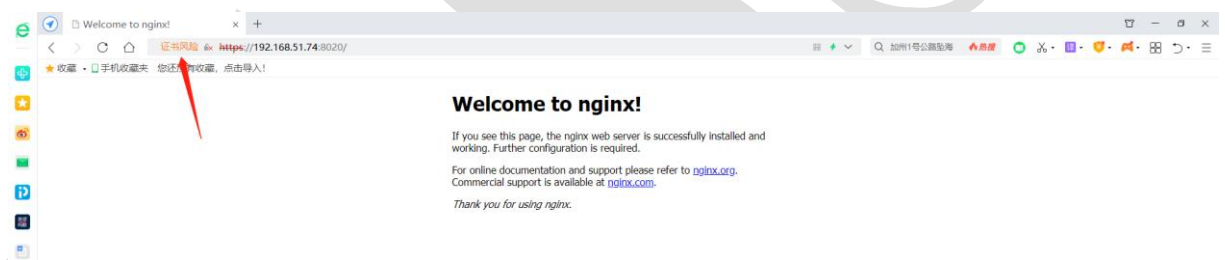 Welcome to nginx!
证书风险 https://192.168.51.74:8020/
加州1号公路坠海 热搜
收藏 手机收藏夹 您还没有收藏,点击导入!
Welcome to nginx!
If you see this page, the nginx web server is successfully installed and
working. Further configuration is required.
For online documentation and support please refer to nginx.org.
Commercial support is available at nginx.com.
Thank you for using nginx.